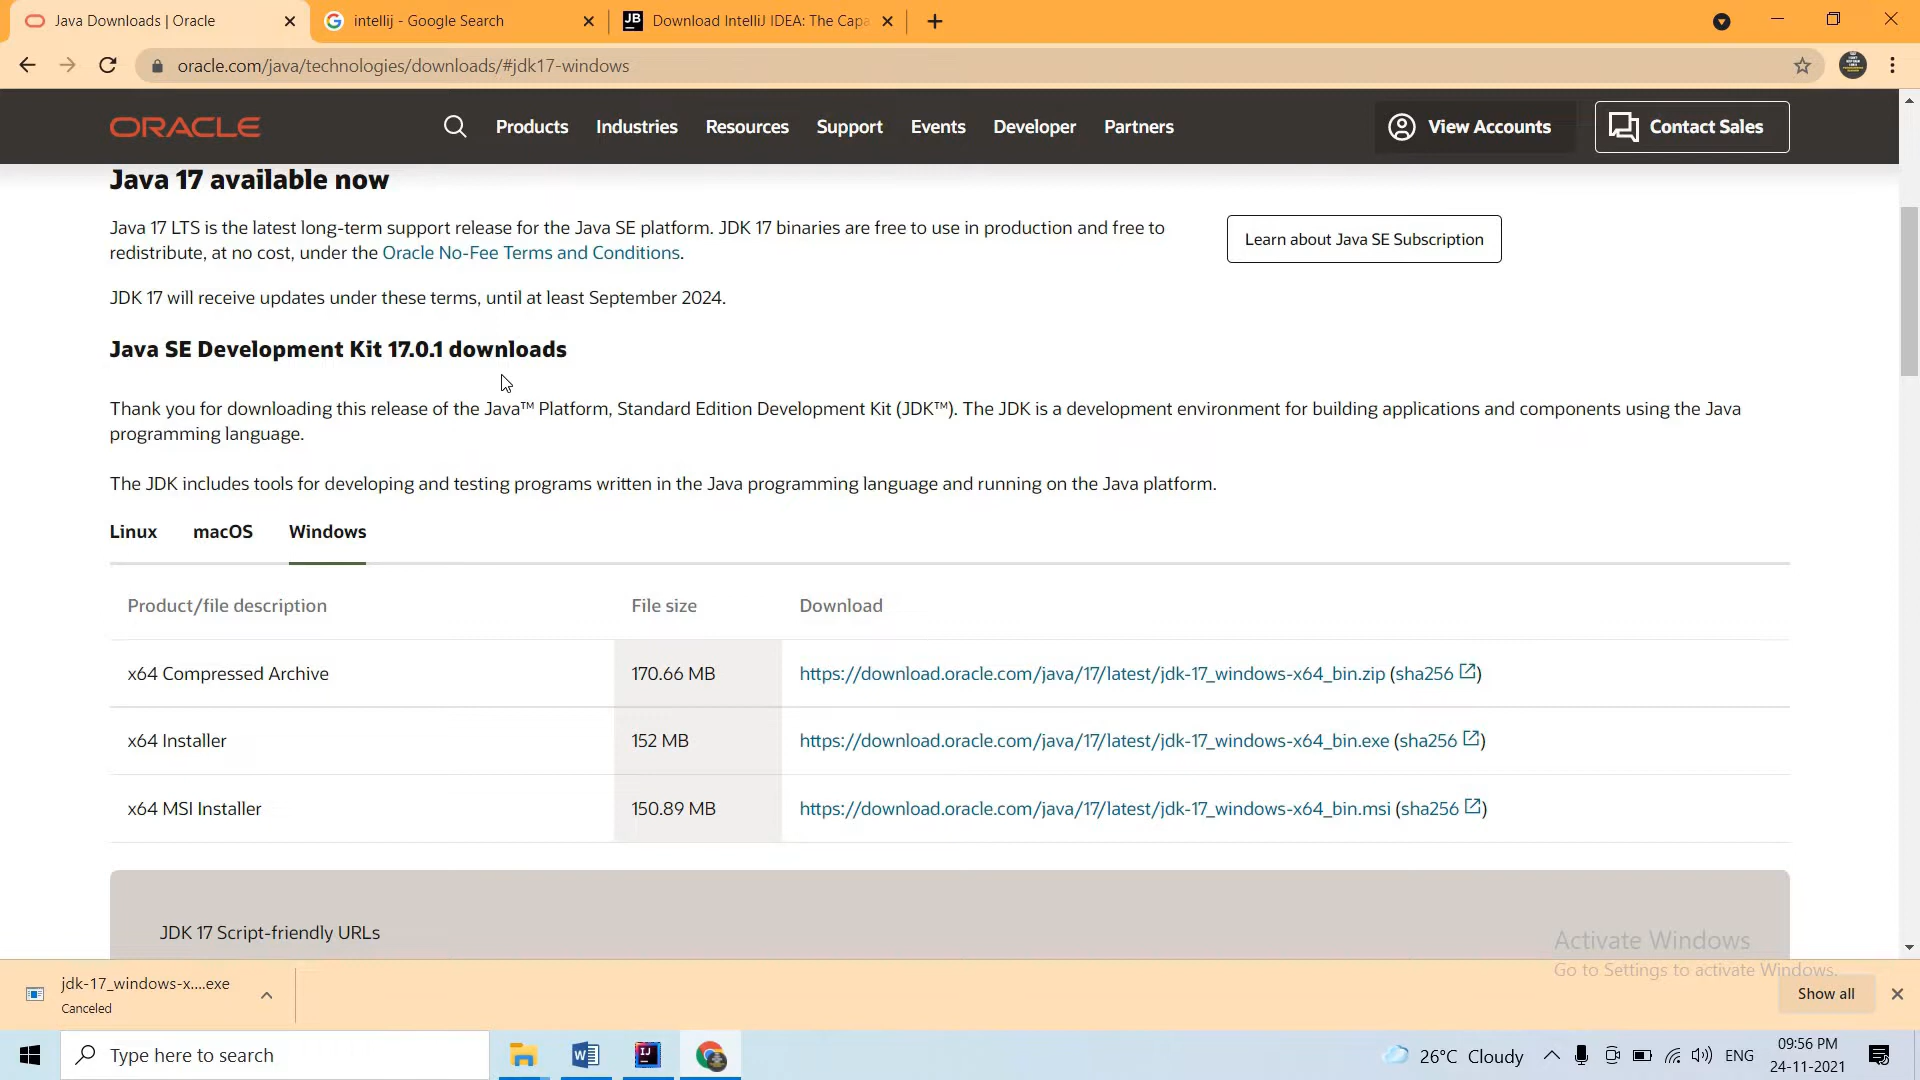 Java Downloads | Oracle
intellij - Google Search
JB
Download IntelliJ IDEA: The Capa
oracle.com/java/technologies/downloads/#jdk17-windows
ORACLE
Products
Industries
Resources
Support
Events
Developer
Partners
View Accounts
Contact Sales
Java 17 available now
Java 17 LTS is the latest long-term support release for the Java SE platform. JDK 17 binaries are free to use in production and free to
redistribute, at no cost, under the Oracle No-Fee Terms and Conditions.
Learn about Java SE Subscription
JDK 17 will receive updates under these terms, until at least September 2024.
Java SE Development Kit 17.0.1 downloads
Thank you for downloading this release of the Java™ Platform, Standard Edition Development Kit (JDK™). The JDK is a development environment for building applications and components using the Java
programming language.
The JDK includes tools for developing and testing programs written in the Java programming language and running on the Java platform.
Linux
macOS
Windows
Product/file description
File size
Download
x64 Compressed Archive
170.66 MB
https://download.oracle.com/java/17/latest/jdk-17_windows-x64_bin.zip (sha256)
x64 Installer
152 MB
https://download.oracle.com/java/17/latest/jdk-17_windows-x64_bin.exe (sha256)
x64 MSI Installer
150.89 MB
https://download.oracle.com/java/17/latest/jdk-17_windows-x64_bin.msi (sha256)
JDK 17 Script-friendly URLs
Activate Windows
Go to Settings to activate Windows.
jdk-17_windows-x....exe
Canceled
Show all
Type here to search
W
IJ
26°C Cloudy
ENG
09:56 PM
24-11-2021